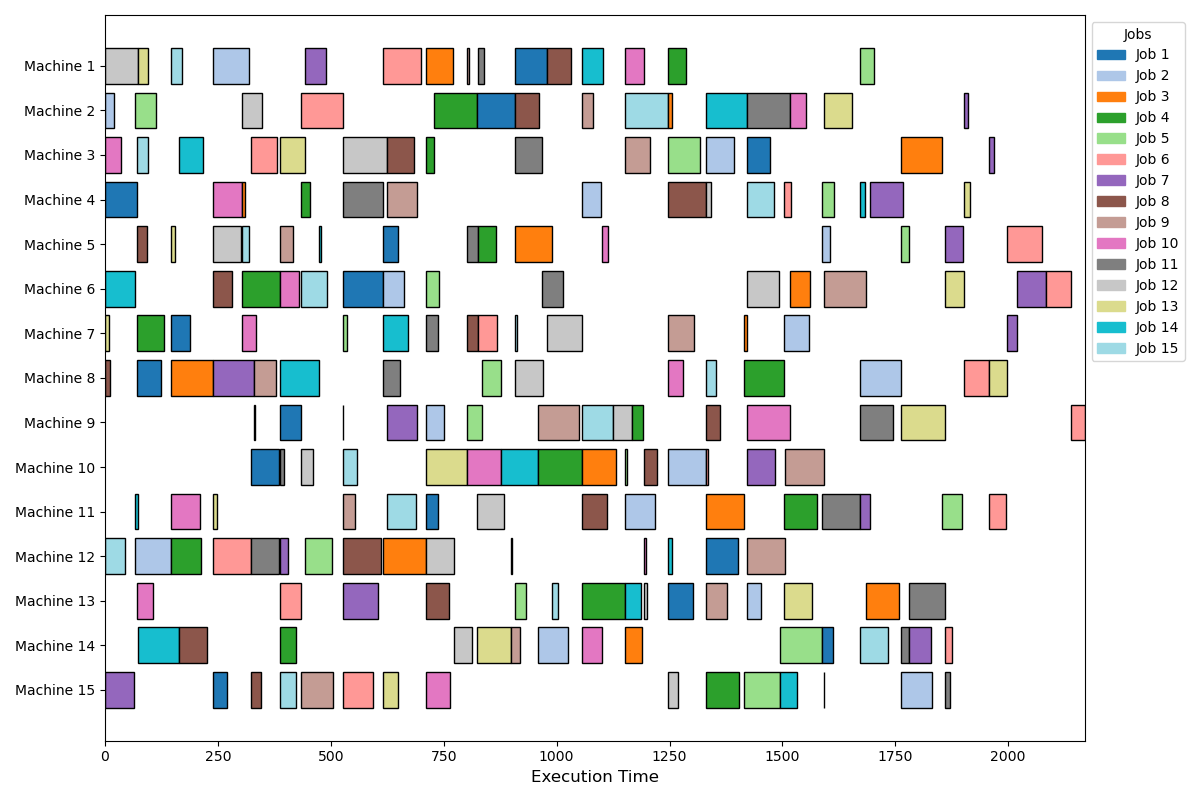 Machine 1
Machine 2
Machine 3
Machine 4
Machine 5
Machine 6
Machine 7
Machine 8
Machine 9
Machine 10
Machine 11
Machine 12
Machine 13
Machine 14
Machine 15
0 250 500 750 1000 1250 1500 1750 2000
Execution Time
Jobs
Job 1
Job 2
Job 3
Job 4
Job 5
Job 6
Job 7
Job 8
Job 9
Job 10
Job 11
Job 12
Job 13
Job 14
Job 15